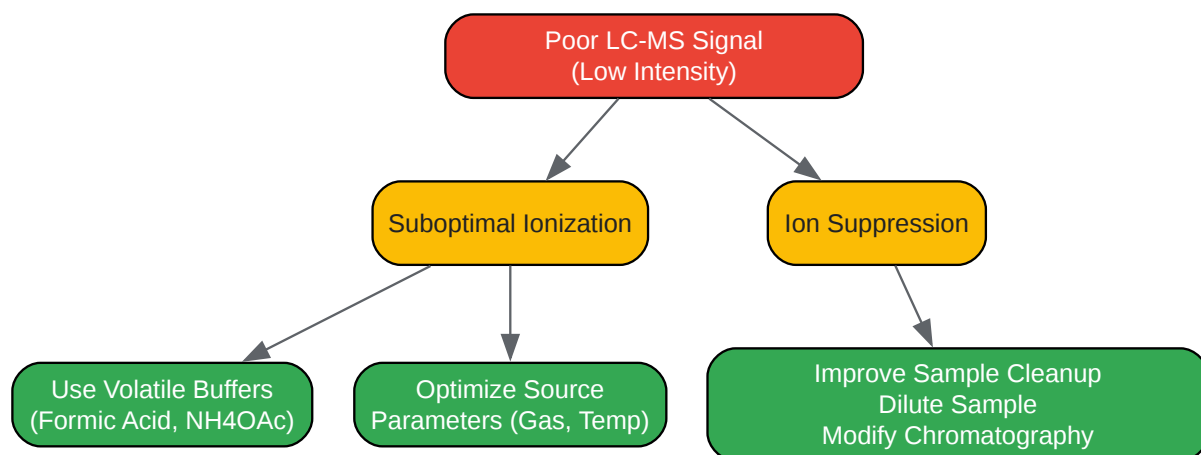 Poor LC-MS Signal
(Low Intensity)
Suboptimal Ionization
Ion Suppression
Use Volatile Buffers
(Formic Acid, NH4OAc)
Optimize Source
Parameters (Gas, Temp)
Improve Sample Cleanup
Dilute Sample
Modify Chromatography